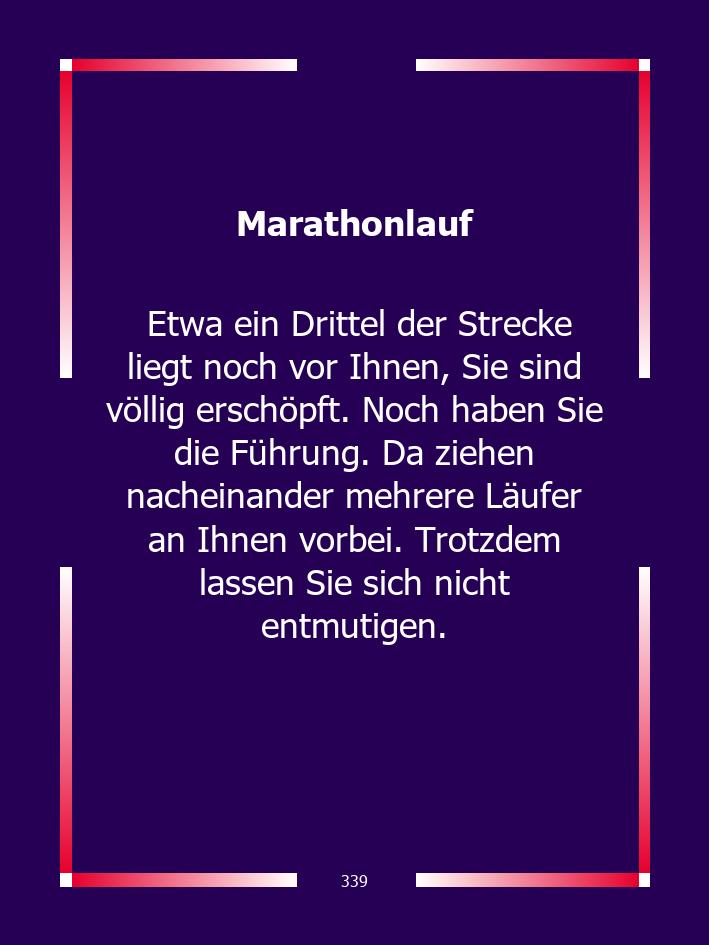 Marathonlauf
Etwa ein Drittel der Strecke
liegt noch vor Ihnen, Sie sind
völlig erschöpft. Noch haben Sie
die Führung. Da ziehen
nacheinander mehrere Läufer
an Ihnen vorbei. Trotzdem
lassen Sie sich nicht
entmutigen.
339